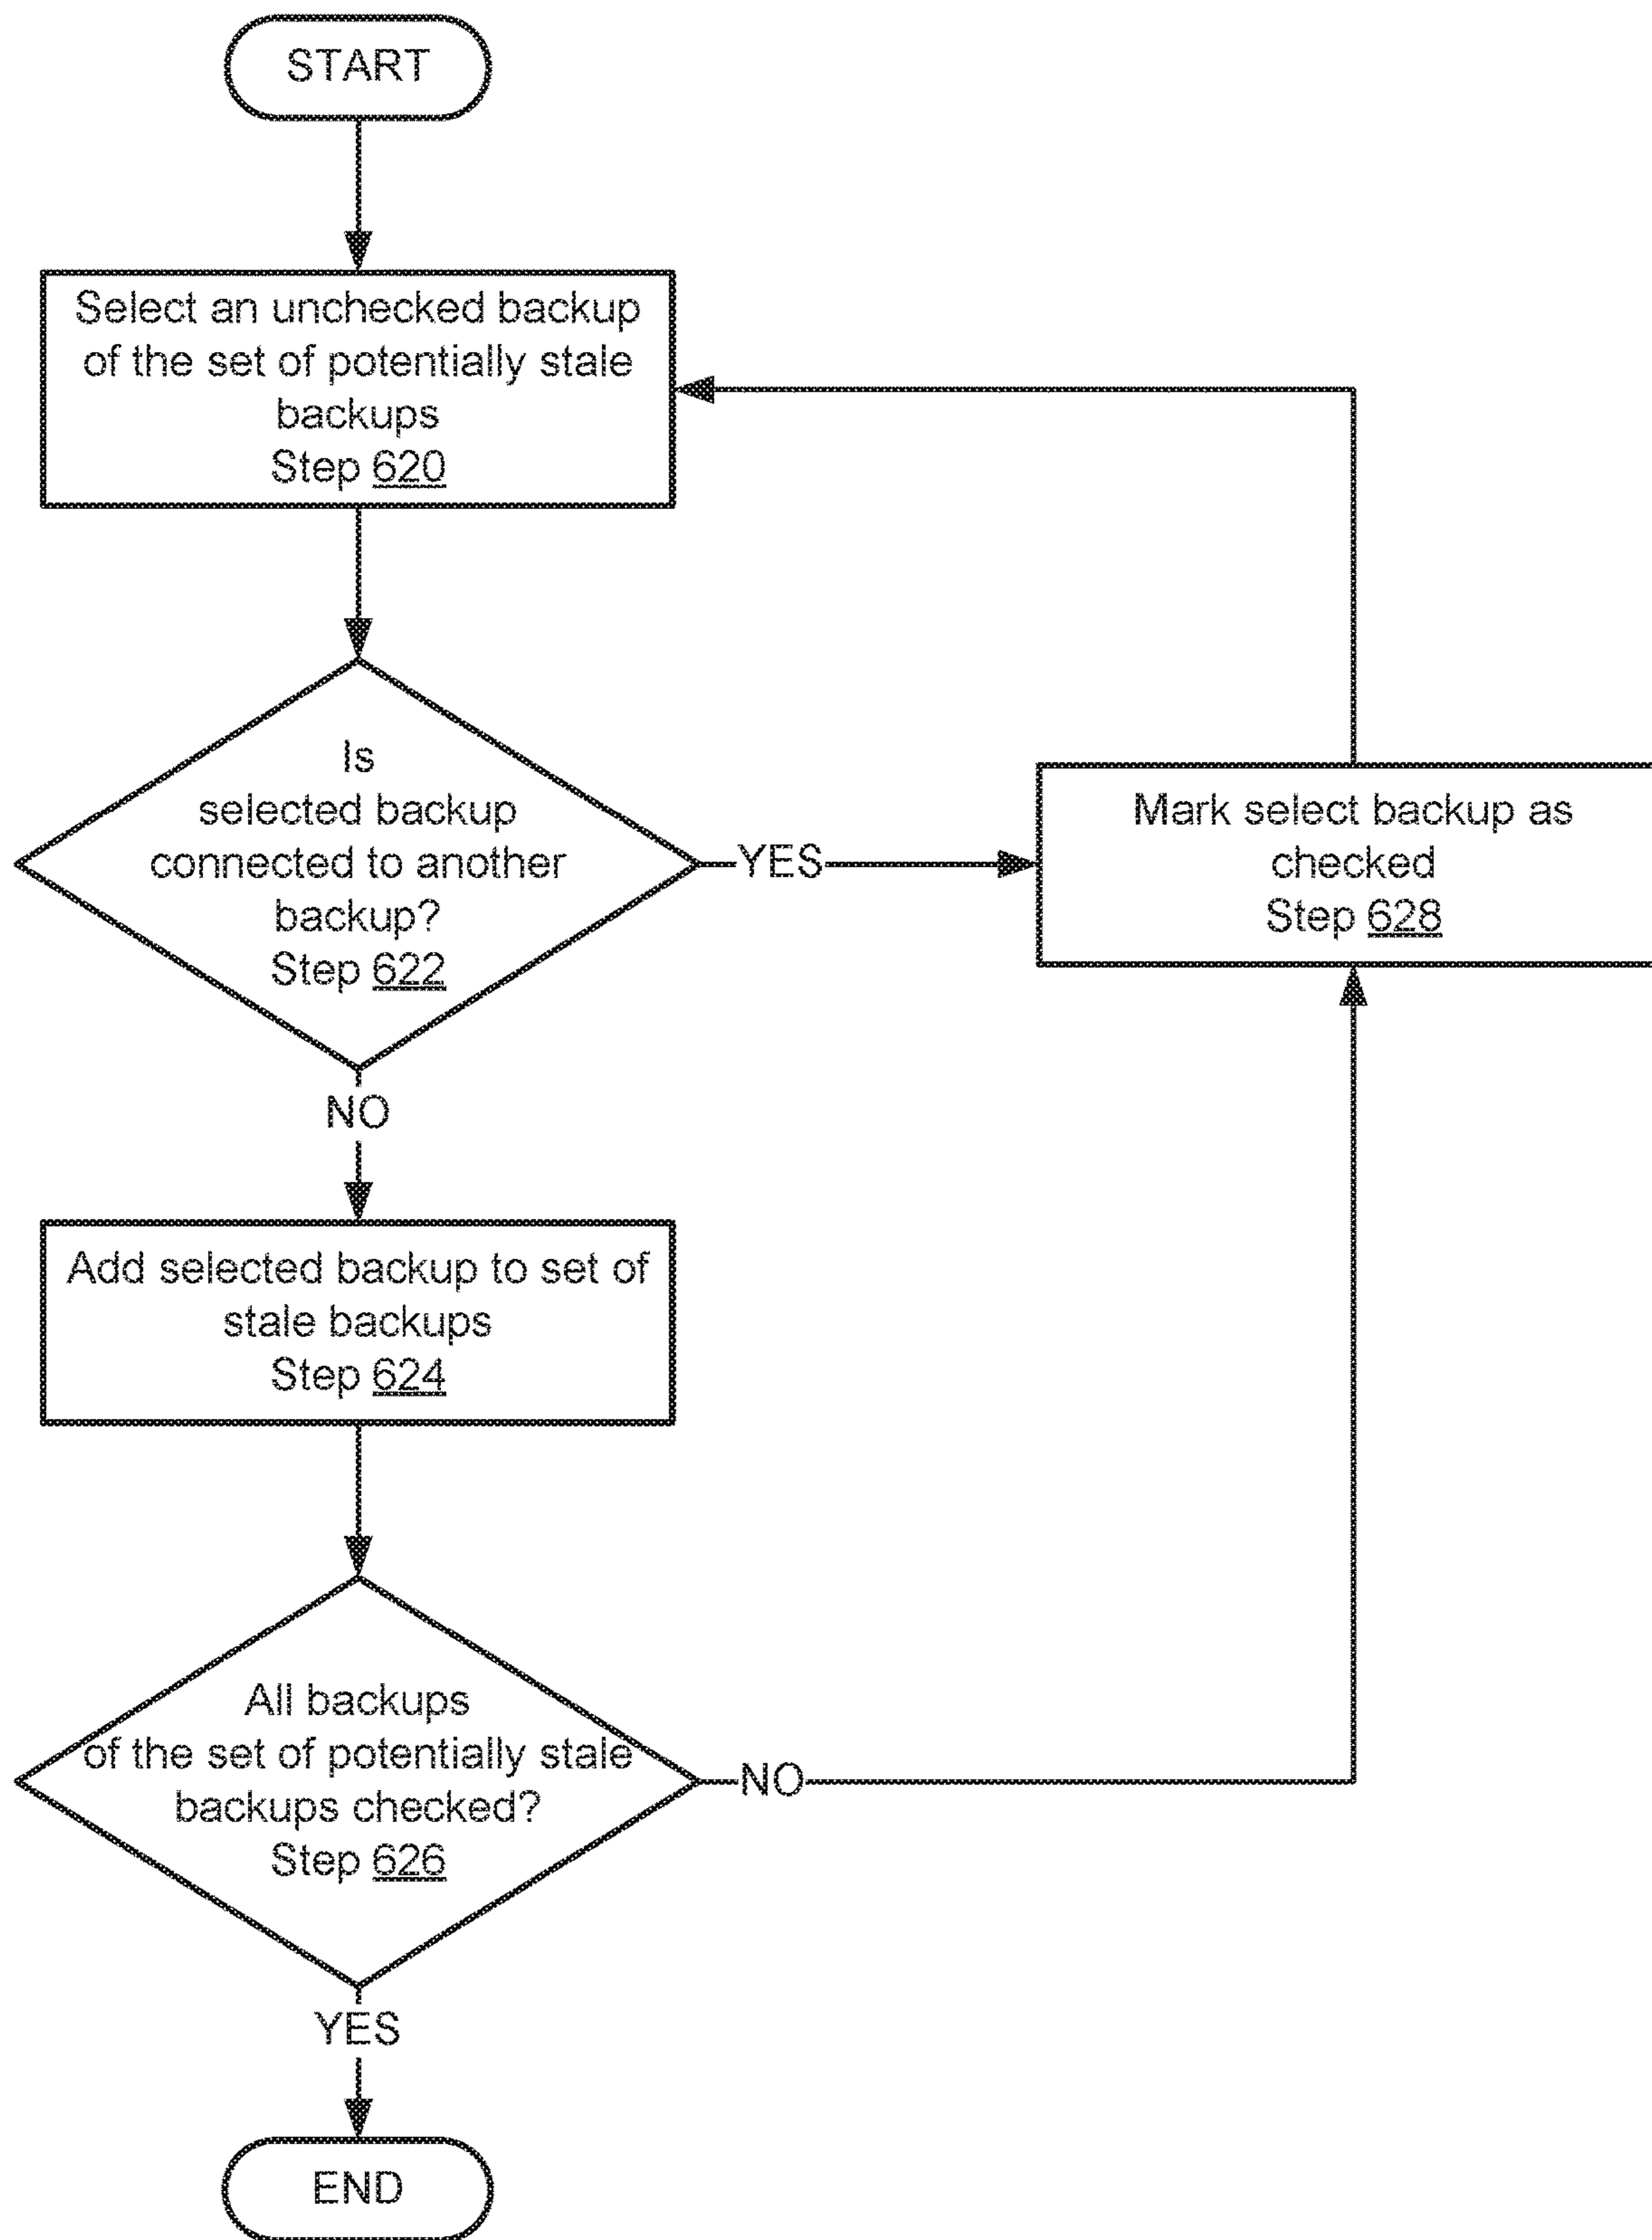 START
Select an unchecked backup
of the set of potentially stale
backups
Step 620
Is
selected backup
connected to another
backup?
Step 622
YES
Mark select backup as
checked
Step 628
NO
Add selected backup to set of
stale backups
Step 624
All backups
of the set of potentially stale
backups checked?
Step 626
NO
YES
END